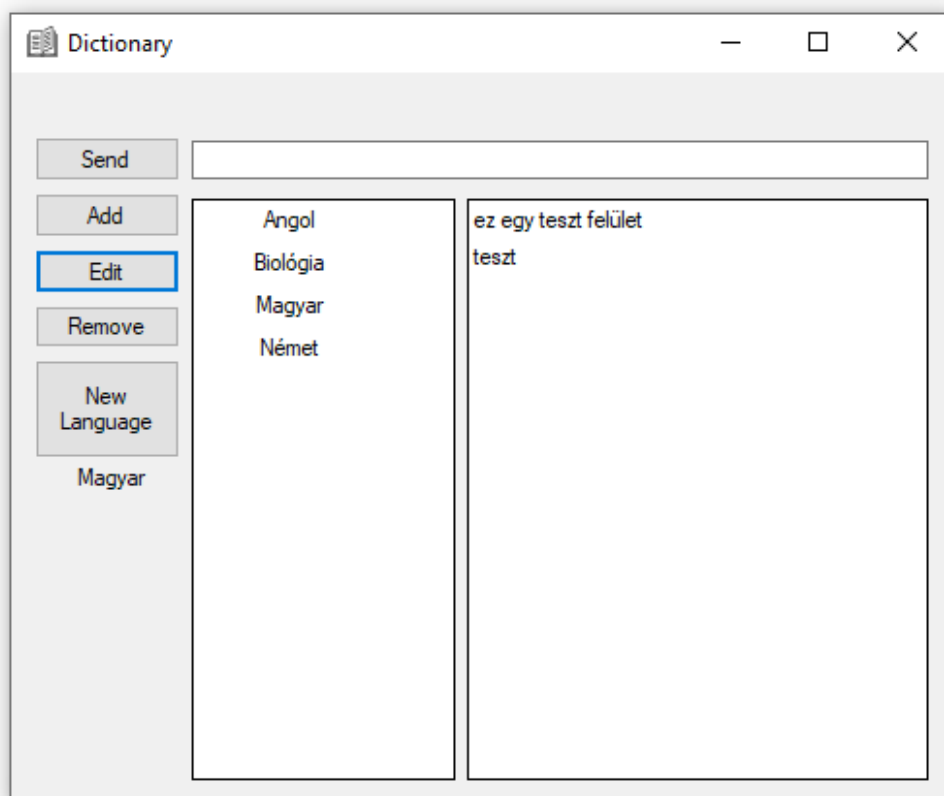 Dictionary
Send
Add
Edit
Remove
New
Language
Magyar
Angol
Biológia
Magyar
Német
ez egy teszt felület
teszt